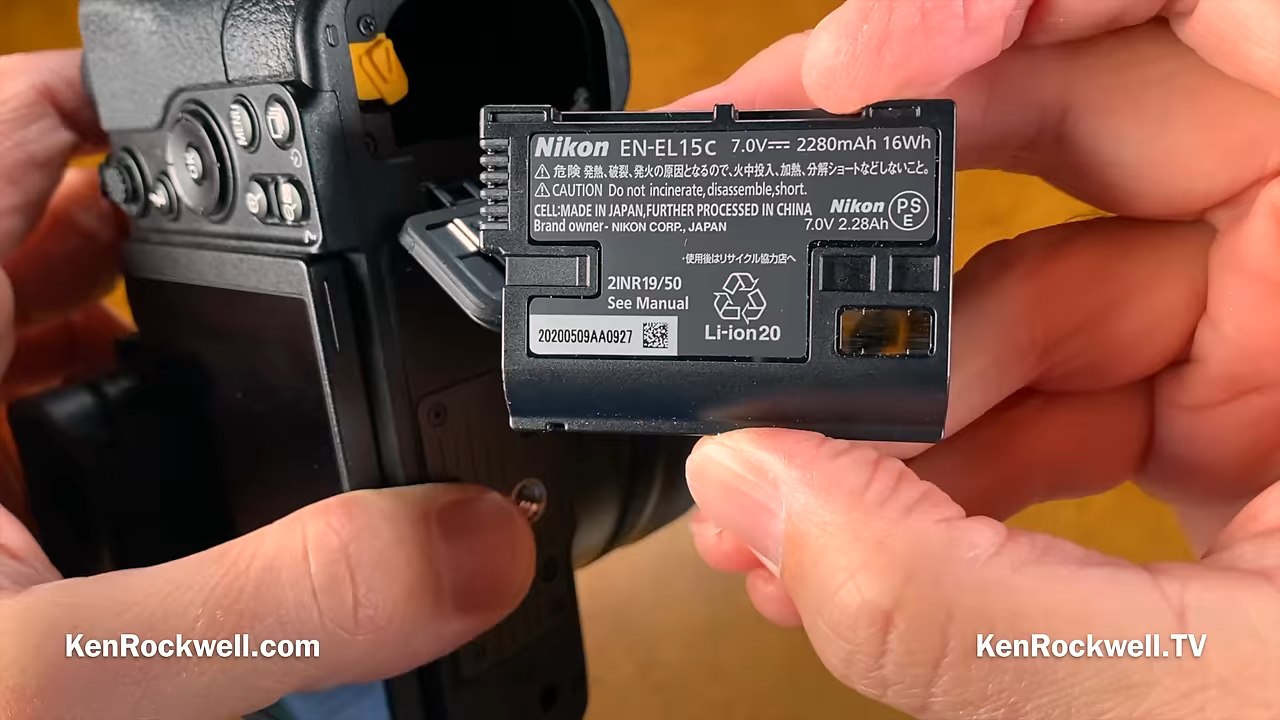 MENU
OK
Nikon EN-EL15c 7.0V⎓ 2280mAh 16Wh
⚠危険 発熱、破裂、発火の原因となるので、火中投入、加熱、分解ショートなどしないこと。
⚠CAUTION Do not incinerate, disassemble, short.
CELL:MADE IN JAPAN,FURTHER PROCESSED IN CHINA
Brand owner- NIKON CORP., JAPAN
Nikon
7.0V 2.28Ah
PS
E
・使用後はリサイクル協力店へ
2INR19/50
See Manual
Li-ion20
20200509AA0927
KenRockwell.com
KenRockwell.TV